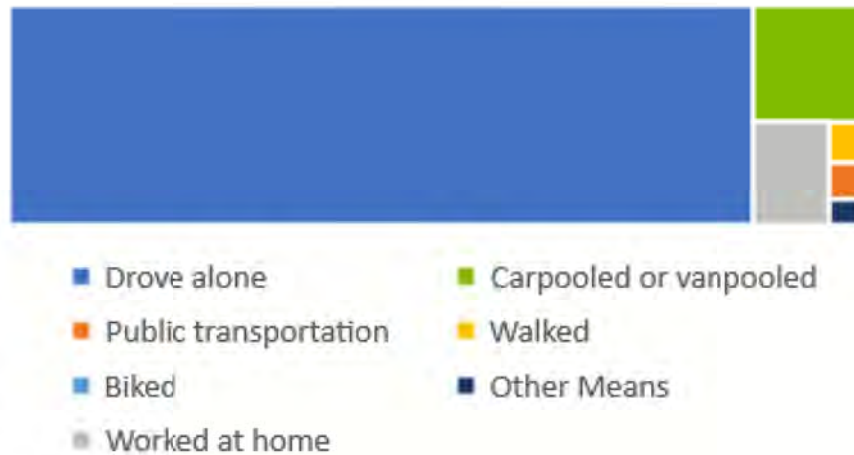 Drove alone
Carpooled or vanpooled
Public transportation
Walked
Biked
Other Means
Worked at home